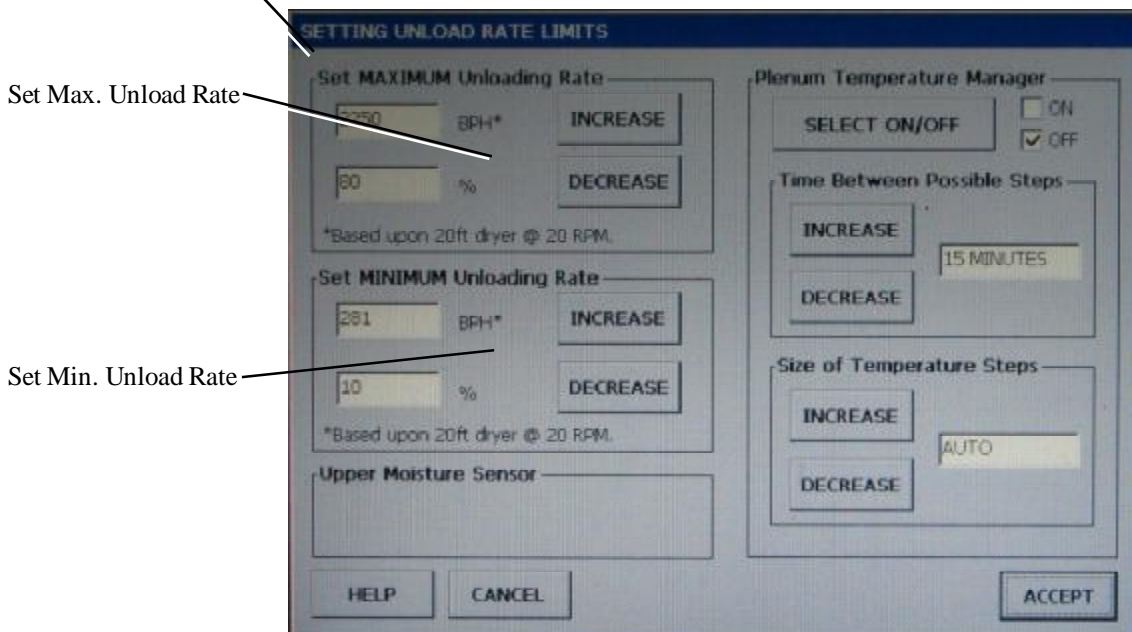 SETTING UNLOAD RATE LIMITS
Set Max. Unload Rate
Set MAXIMUM Unloading Rate
2250 BPH* INCREASE
80 % DECREASE
*Based upon 20ft dryer @ 20 RPM.
Set Min. Unload Rate
Set MINIMUM Unloading Rate
281 BPH* INCREASE
10 % DECREASE
*Based upon 20ft dryer @ 20 RPM.
Upper Moisture Sensor
HELP CANCEL
Plenum Temperature Manager
SELECT ON/OFF
ON
OFF
Time Between Possible Steps
INCREASE
15 MINUTES
DECREASE
Size of Temperature Steps
INCREASE
AUTO
DECREASE
ACCEPT